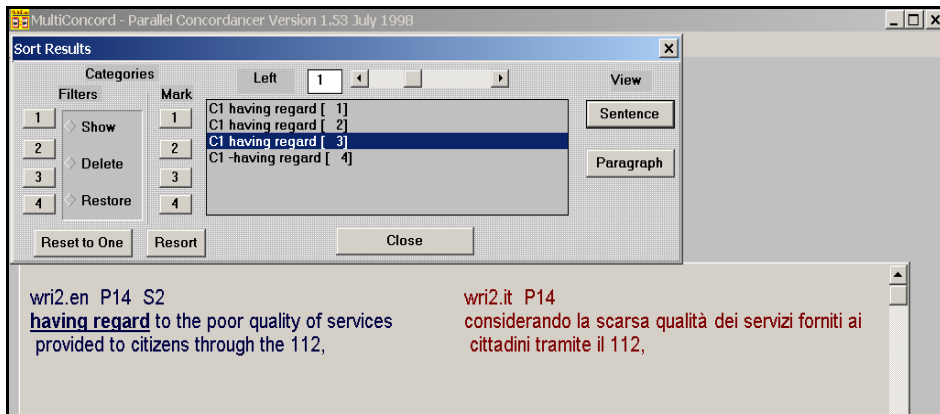 MultiConcord - Parallel Concordancer Version 1.53 July 1998
Sort Results
Categories
Left 1
View
Filters
Mark
1
Show
1
C1 having regard [ 1]
C1 having regard [ 2]
C1 having regard [ 3]
C1 -having regard [ 4]
Sentence
2
Delete
2
3
3
Paragraph
4
Restore
4
Reset to One
Resort
Close
wri2.en P14 S2
having regard to the poor quality of services
provided to citizens through the 112,
wri2.it P14
considerando la scarsa qualità dei servizi forniti ai
cittadini tramite il 112,